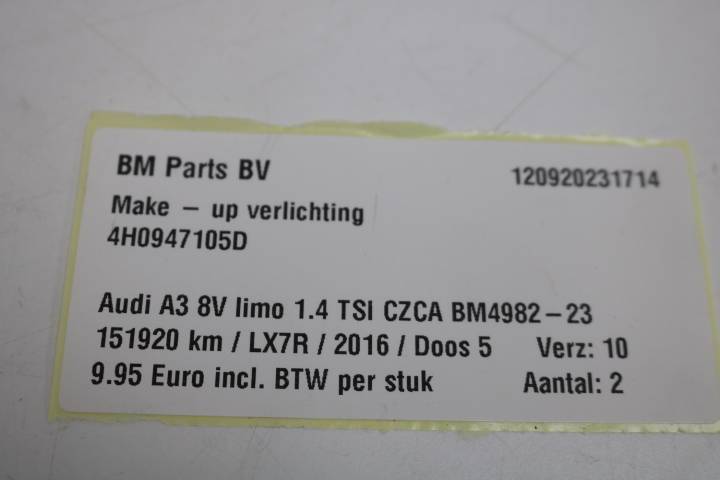 BM Parts BV 120920231714
Make – up verlichting
4H0947105D
Audi A3 8V limo 1.4 TSI CZCA BM4982–23
151920 km / LX7R / 2016 / Doos 5 Verz: 10
9.95 Euro incl. BTW per stuk Aantal: 2